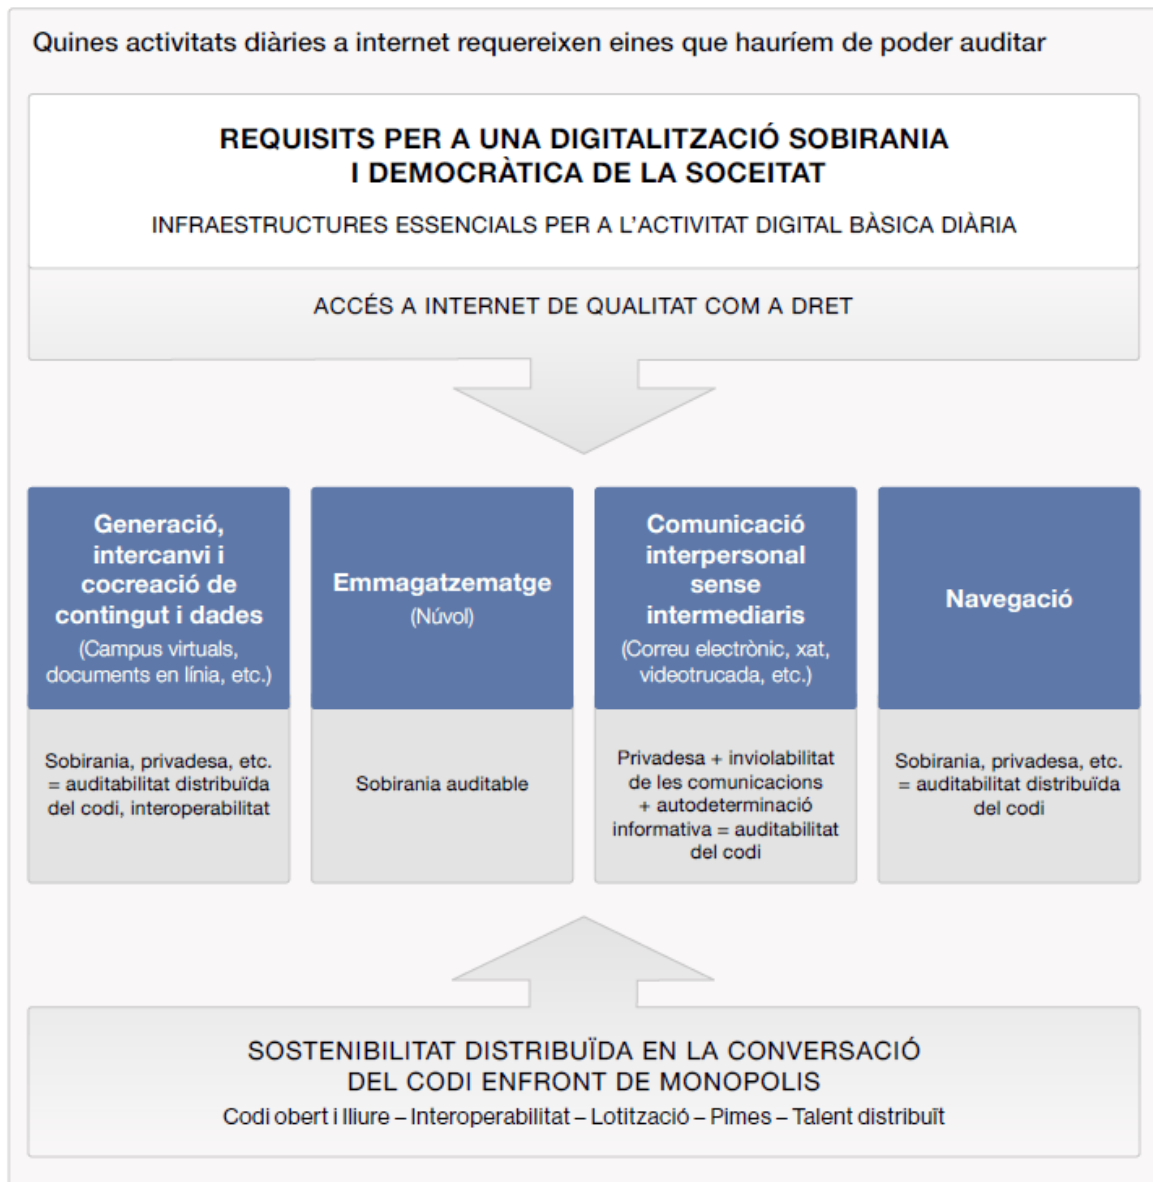 Quines activitats diàries a internet requereixen eines que hauríem de poder auditar
REQUISITS PER A UNA DIGITALITZACIÓ SOBIRANIA
I DEMOCRÀTICA DE LA SOCEITAT
INFRAESTRUCTURES ESSENCIALS PER A L’ACTIVITAT DIGITAL BÀSICA DIÀRIA
ACCÉS A INTERNET DE QUALITAT COM A DRET
Generació,
intercanvi i
cocreació de
contingut i dades
(Campus virtuals,
documents en línia, etc.)
Sobirania, privadesa, etc.
= auditabilitat distribuïda
del codi, interoperabilitat
Emmagatzematge
(Núvol)
Sobirania auditable
Comunicació
interpersonal
sense
intermediaris
(Correu electrònic, xat,
videotrucada, etc.)
Privadesa + inviolabilitat
de les comunicacions
+ autodeterminació
informativa = auditabilitat
del codi
Navegació
Sobirania, privadesa, etc.
= auditabilitat distribuïda
del codi
SOSTENIBILITAT DISTRIBUÏDA EN LA CONVERSACIÓ
DEL CODI ENFRONT DE MONOPOLIS
Codi obert i lliure – Interoperabilitat – Lotització – Pimes – Talent distribuït